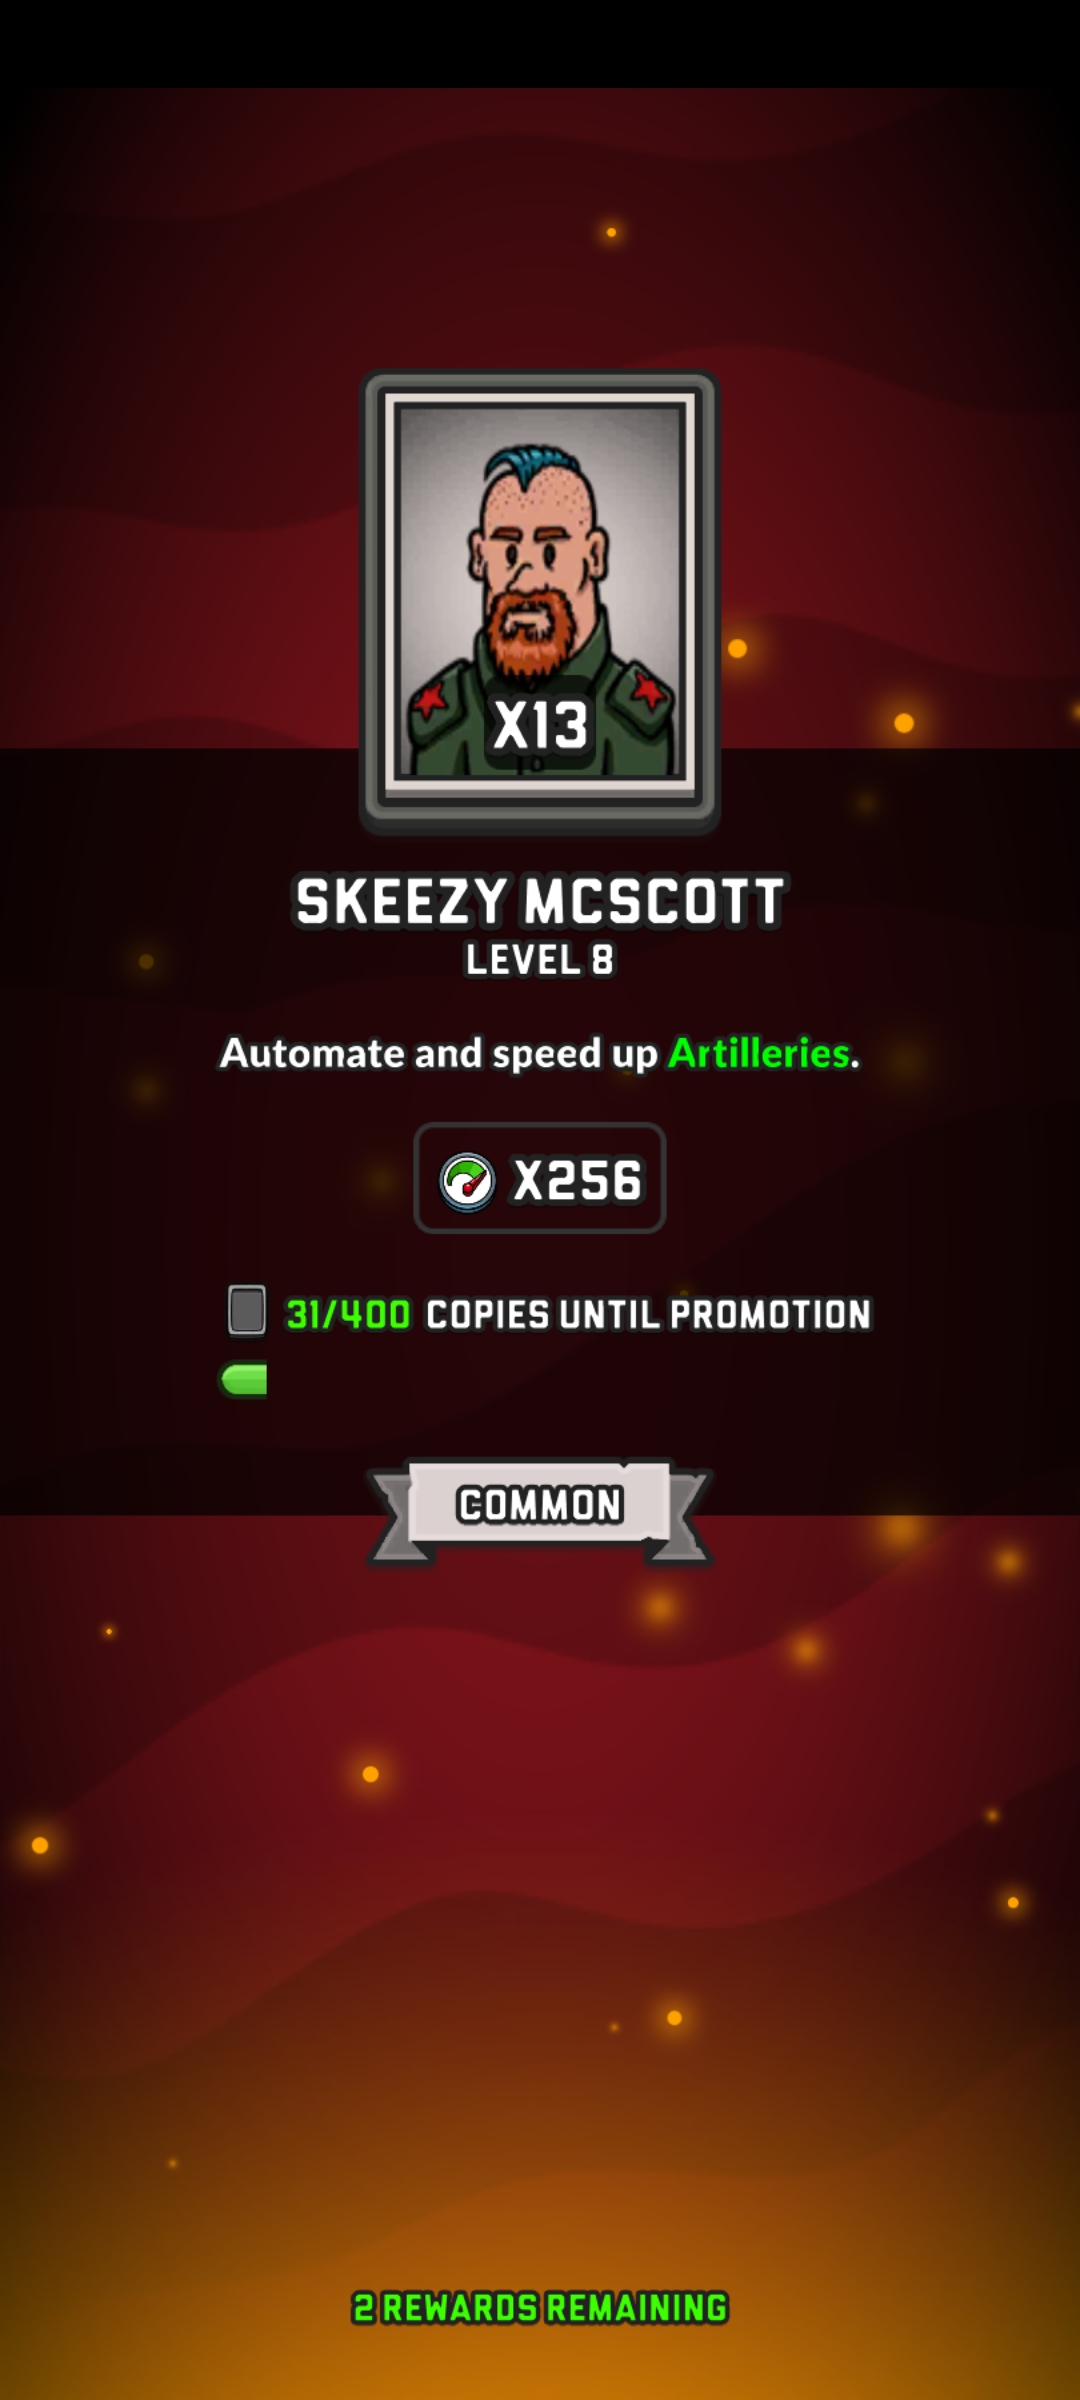 X13
SKEEZY MCSCOTT
LEVEL 8
Automate and speed up Artilleries.
X256
31/400 COPIES UNTIL PROMOTION
COMMON
2 REWARDS REMAINING